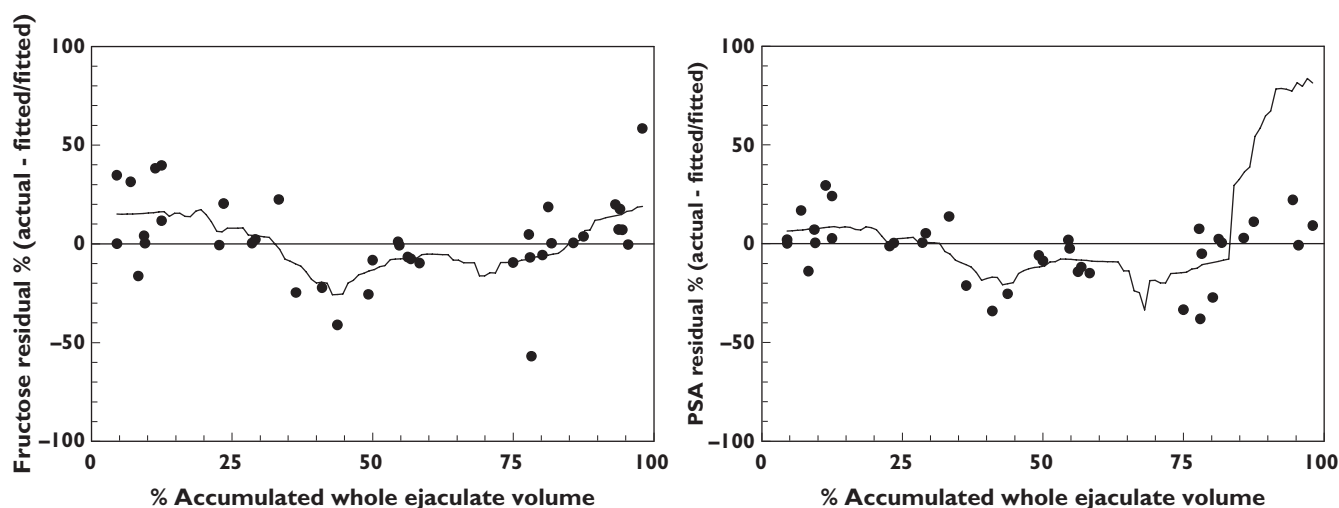 Fructose residual % (actual - fitted/fitted)
100
50
0
–50
–100
0 25 50 75 100
% Accumulated whole ejaculate volume
PSA residual % (actual - fitted/fitted)
100
50
0
–50
–100
0 25 50 75 100
% Accumulated whole ejaculate volume